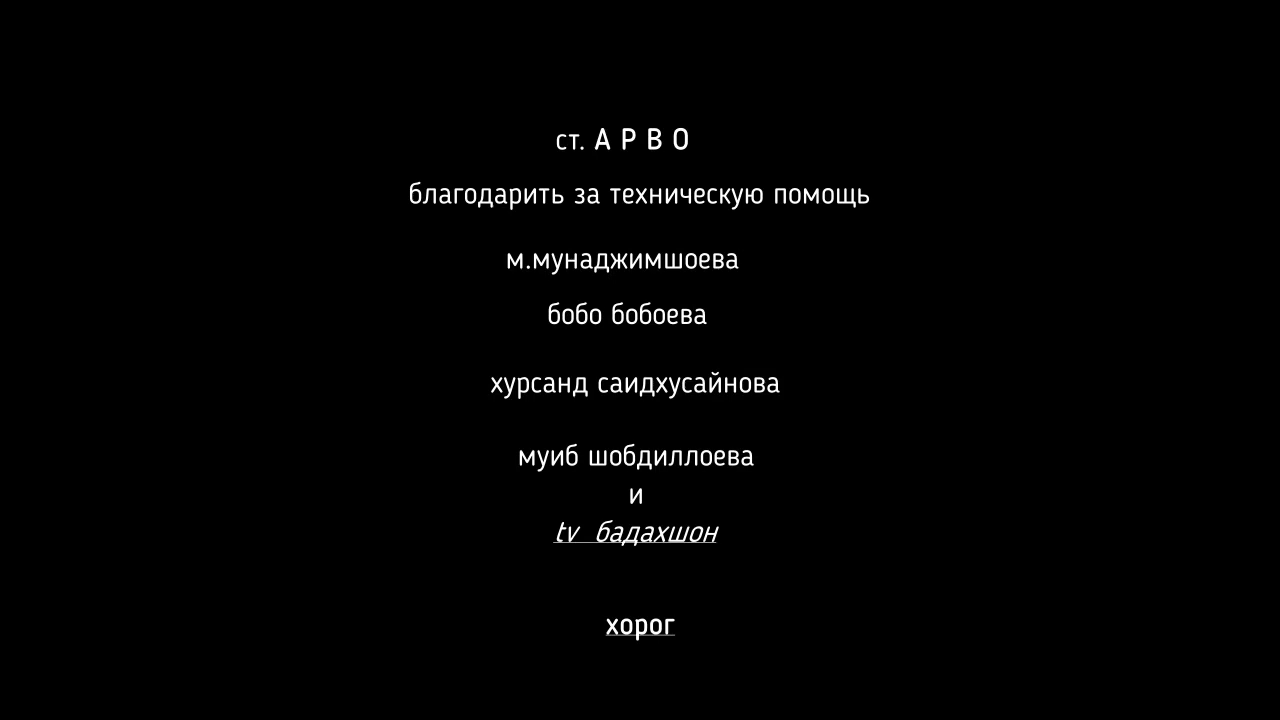 ст. А Р В О
благодарить за техническую помощь
м.мунаджимшоева
бобо бобоева
хурсанд саидхусайнова
муиб шобдиллоева
и
tv бадахшон
хорог